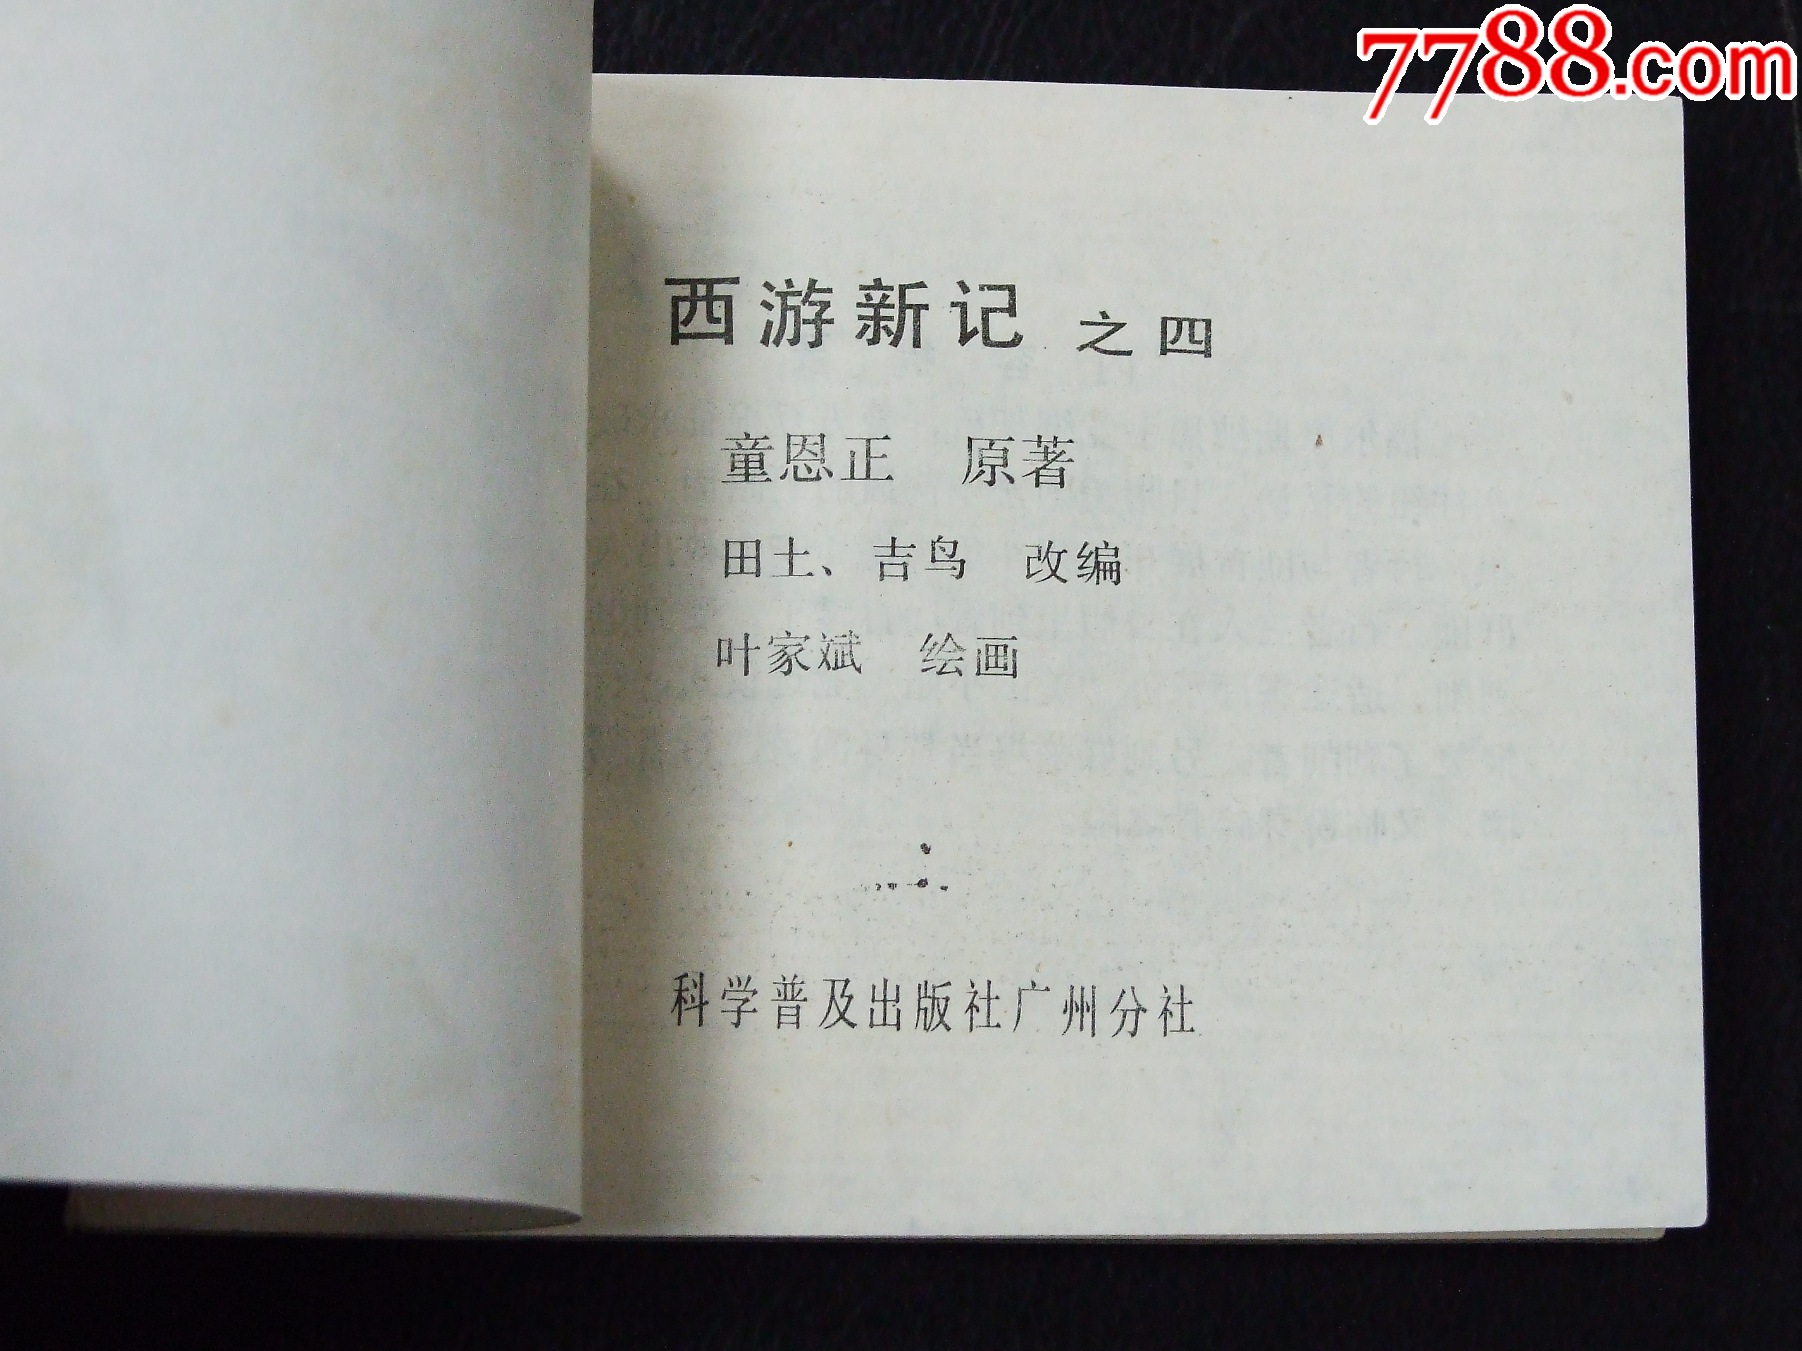 7788.com
西游新记 之四
童恩正 原著
田土、吉鸟 改编
叶家斌 绘画
科学普及出版社广州分社